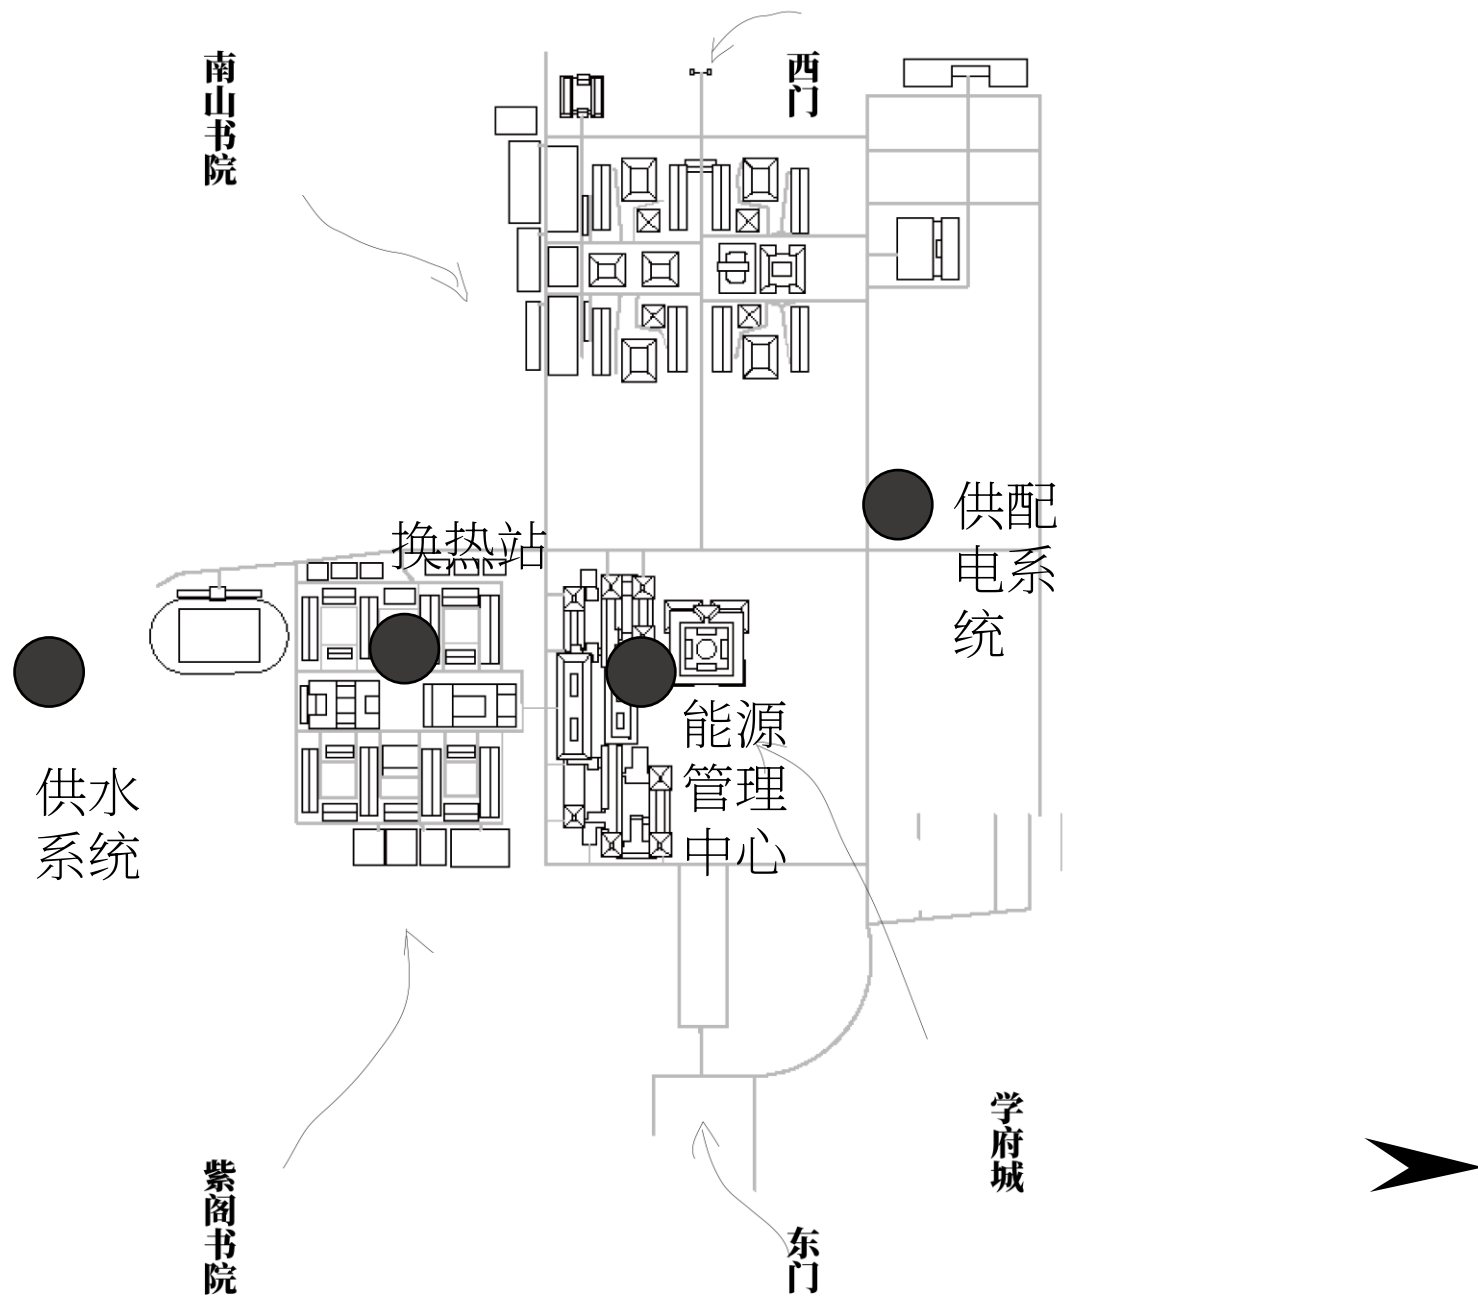 南山书院
西门
换热站
供配
电系
统
能源
管理
中心
供水
系统
学府城
紫阁书院
东门